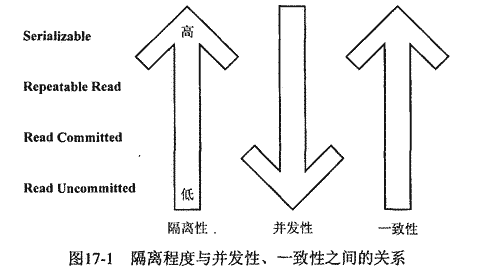 Serializable
高
Repeatable Read
Read Committed
Read Uncommitted
低
隔离性
并发性
一致性
图17-1 隔离程度与并发性、一致性之间的关系